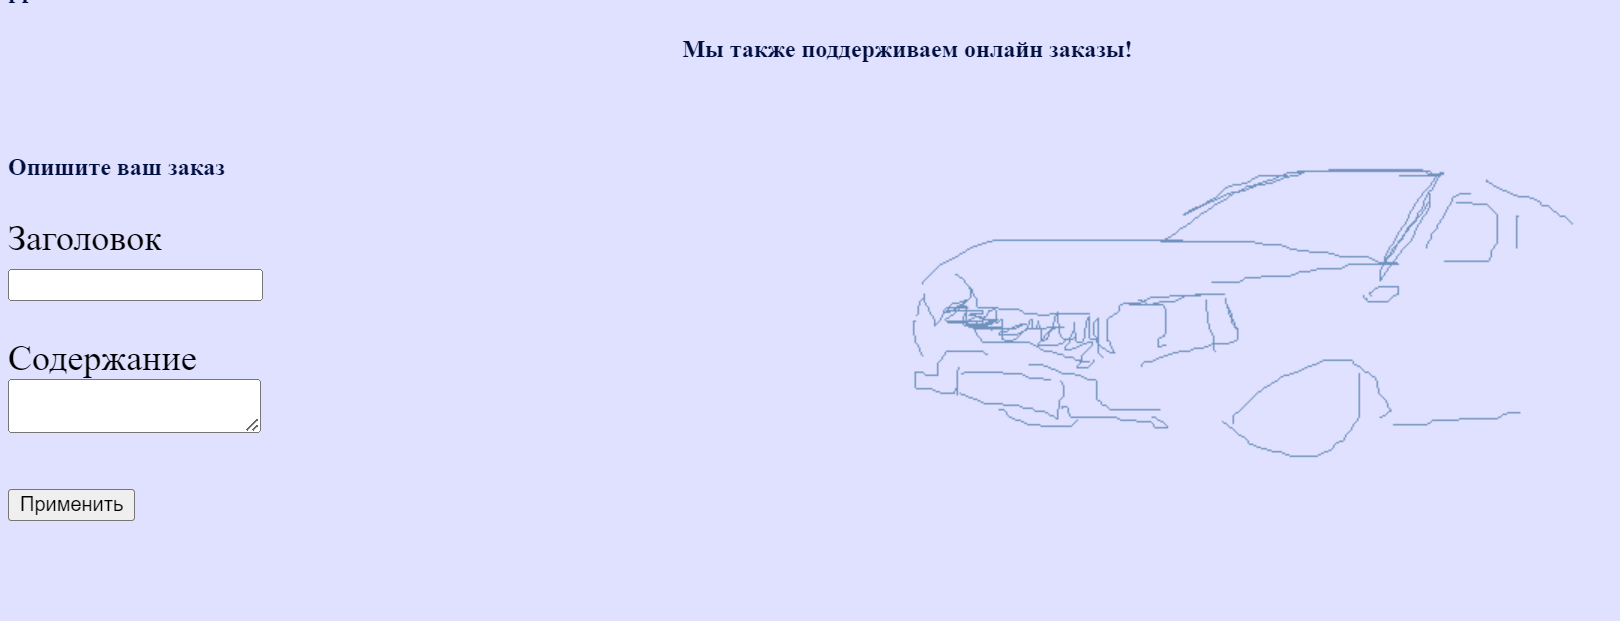 Мы также поддерживаем онлайн заказы!
Опишите ваш заказ
Заголовок
Содержание
Применить